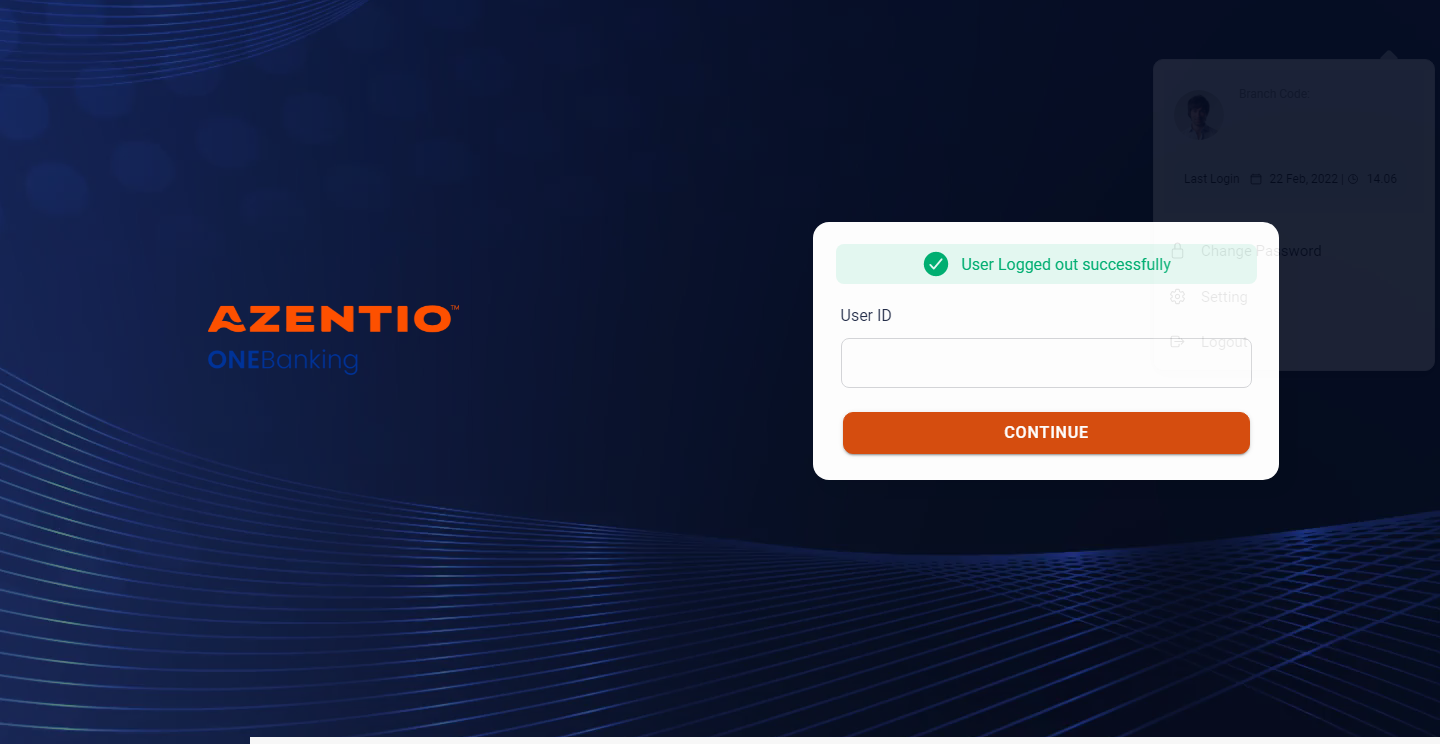 Branch Code
Last Login 22 Feb, 2022 | 14.06
Change Password
Setting
Logout
AZENTIO™
ONEBanking
User Logged out successfully
User ID
CONTINUE